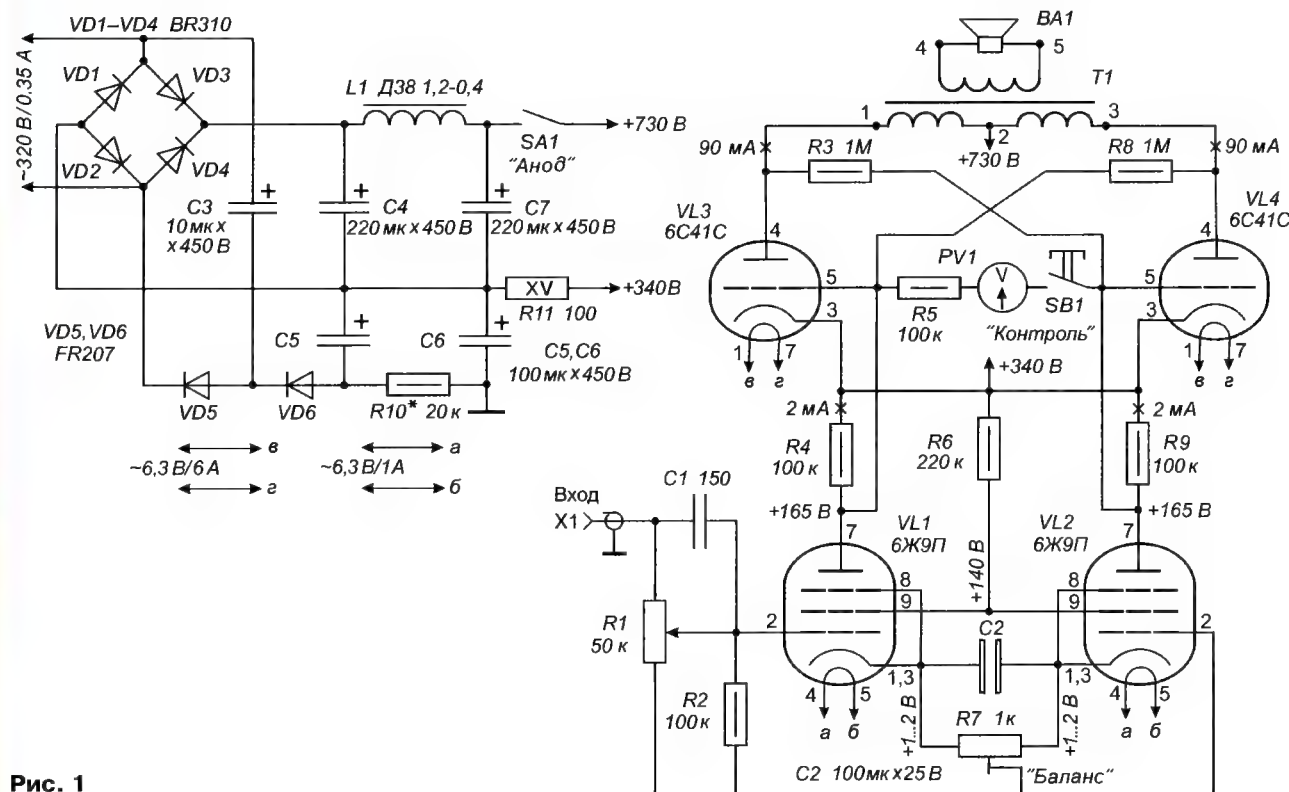 VD1–VD4 BR310
~320 В/0.35 А
VD1
VD3
VD2
VD4
L1 Д38 1,2-0,4
SA1
"Анод"
+730 В
C3
10 мк х
х 450 В
+
C4
220 мк х 450 В
+
C7
220 мк х 450 В
+
XV
R11 100
+340 В
VD5, VD6
FR207
C5
+
C6
+
C5, C6
100 мк х 450 В
VD5
VD6
R10* 20 к
~6,3 В/6 А
в
г
~6,3 В/1 А
а
б
BA1
4
5
T1
1
2
3
+730 В
90 мА
90 мА
R3 1М
R8 1М
VL3
6С41С
VL4
6С41С
4
5
3
1
7
в
г
4
5
3
1
7
в
г
PV1
V
SB1
R5
100 к
"Контроль"
+340 В
2 мА
2 мА
R4
100 к
R6
220 к
R9
100 к
+165 В
+165 В
+140 В
Вход
X1
C1 150
VL1
6Ж9П
VL2
6Ж9П
7
8
9
2
1,3
4
5
а
б
7
8
9
2
1,3
4
5
а
б
R1
50 к
R2
100 к
C2
+1...2 В
+1...2 В
R7 1к
C2 100 мк х 25 В
"Баланс"
Рис. 1